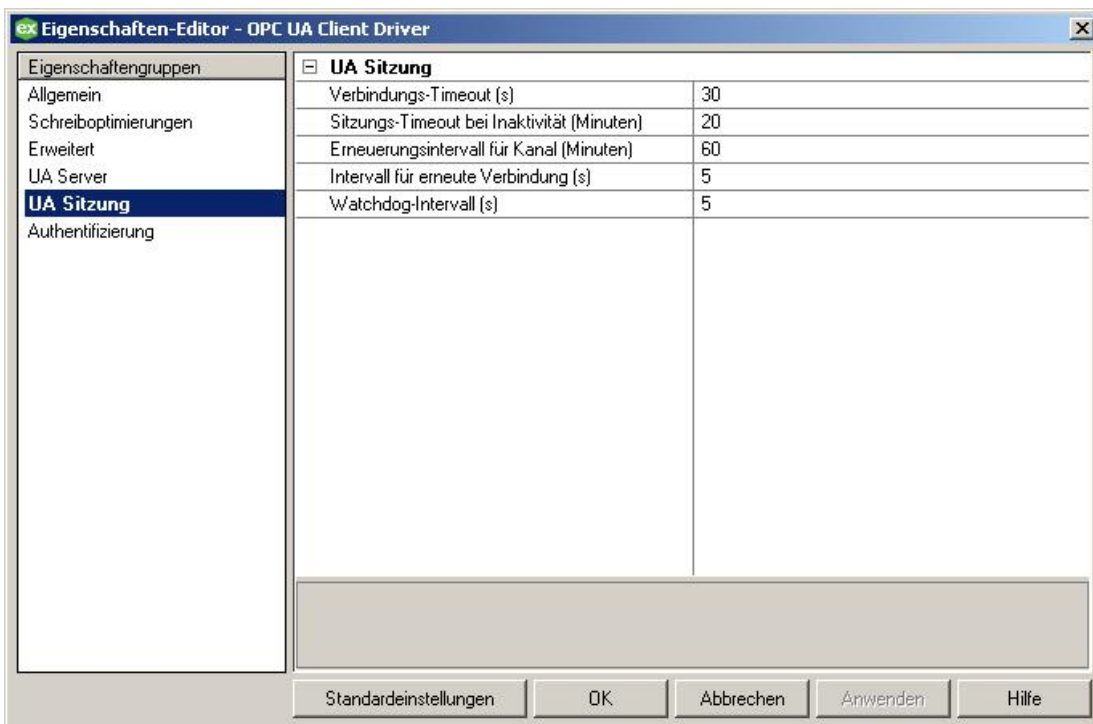 ex Eigenschaften-Editor - OPC UA Client Driver
Eigenschaftengruppen
Allgemein
Schreiboptimierungen
Erweitert
UA Server
UA Sitzung
Authentifizierung
UA Sitzung
Verbindungs-Timeout (s) 30
Sitzungs-Timeout bei Inaktivität (Minuten) 20
Erneuerungsintervall für Kanal (Minuten) 60
Intervall für erneute Verbindung (s) 5
Watchdog-Intervall (s) 5
Standardeinstellungen OK Abbrechen Anwenden Hilfe